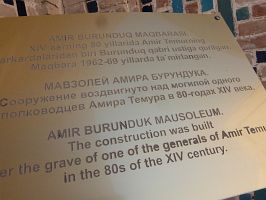 AMIR BURUNDUQ MAQBARASI.
XIV asrning 80 yillarida Amir Temurning
sarkardalaridan bir Burunduq qabri ustiga qurilgan.
Maqbara 1962-69 yillarda ta'mirlangan.
МАВЗОЛЕЙ АМИРА БУРУНДУКА.
Сооружение воздвигнуто над могилой одного
полководцев Амира Темура в 80-годах XIV века.
AMIR BURUNDUK MAUSOLEUM.
The construction was built
er the grave of one of the generals of Amir Temu
in the 80s of the XIV century.